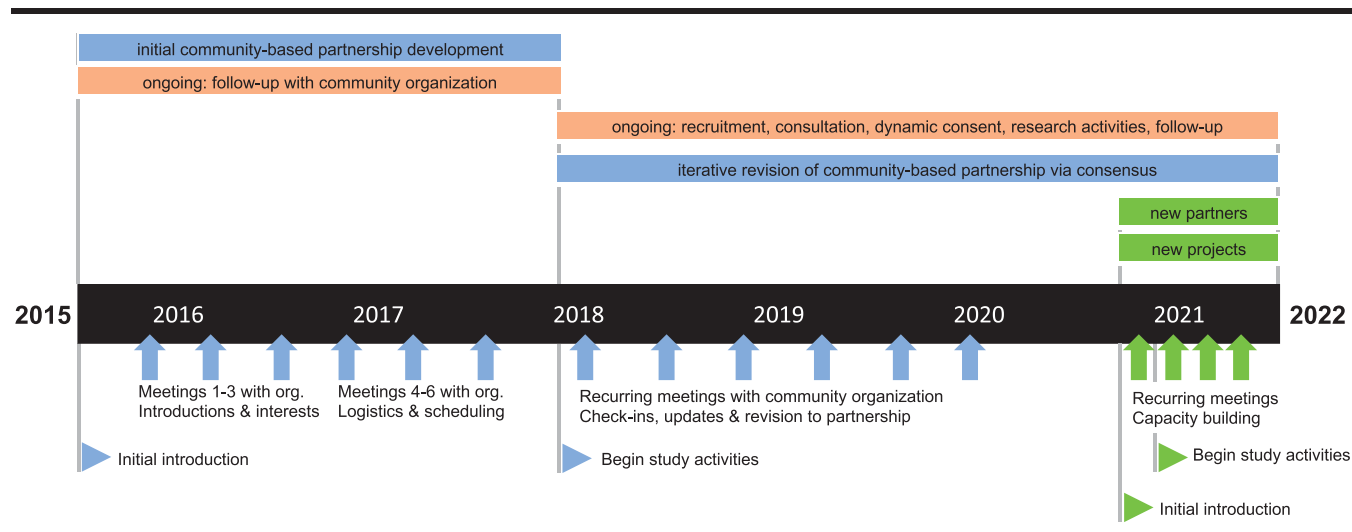 initial community-based partnership development
ongoing: follow-up with community organization
ongoing: recruitment, consultation, dynamic consent, research activities, follow-up
iterative revision of community-based partnership via consensus
new partners
new projects
2015 2016 2017 2018 2019 2020 2021 2022
Meetings 1-3 with org.
Introductions & interests
Meetings 4-6 with org.
Logistics & scheduling
Recurring meetings with community organization
Check-ins, updates & revision to partnership
Recurring meetings
Capacity building
Initial introduction
Begin study activities
Begin study activities
Initial introduction